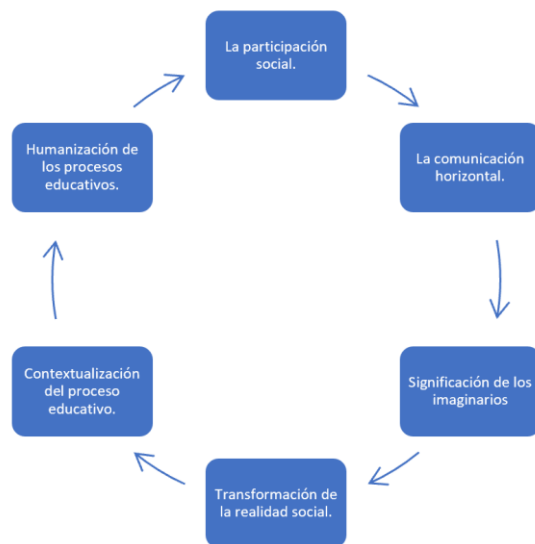 La participación
social.
La comunicación
horizontal.
Significación de los
imaginarios
Transformación de
la realidad social.
Contextualización
del proceso
educativo.
Humanización de
los procesos
educativos.